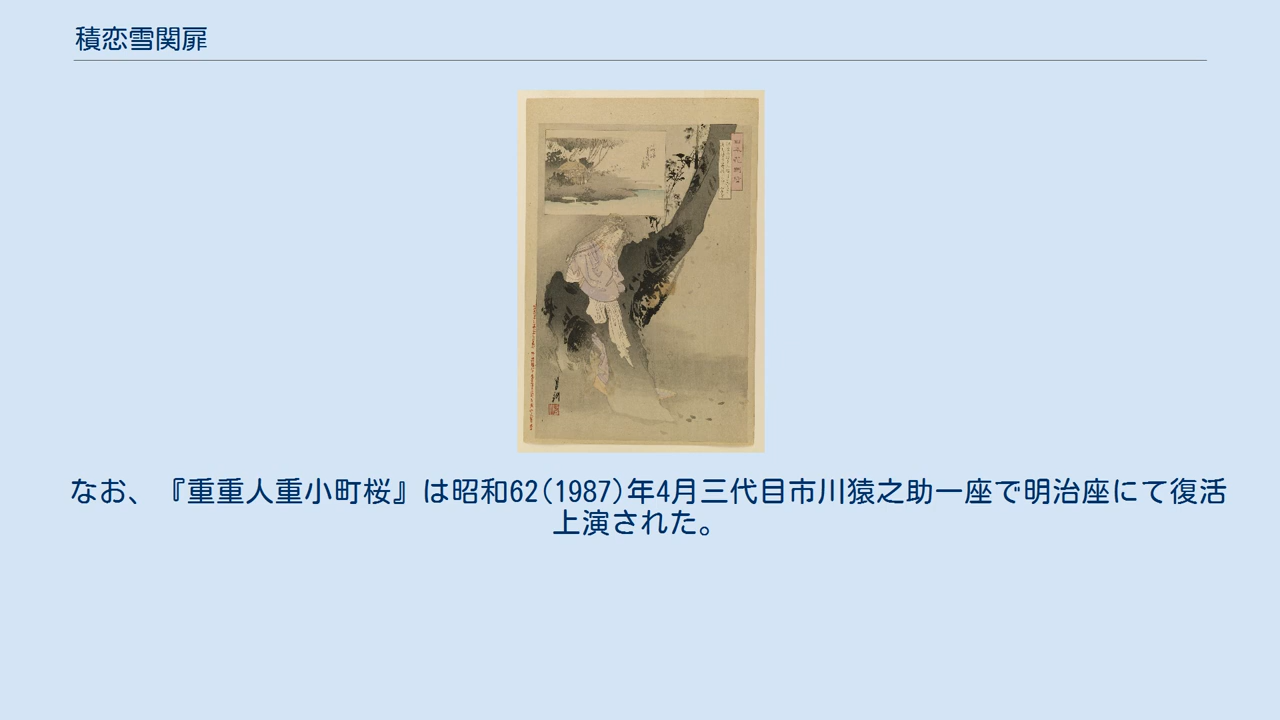 積恋雪関扉
月耕
なお、『重重人重小町桜』は昭和62(1987)年4月三代目市川猿之助一座で明治座にて復活
上演された。